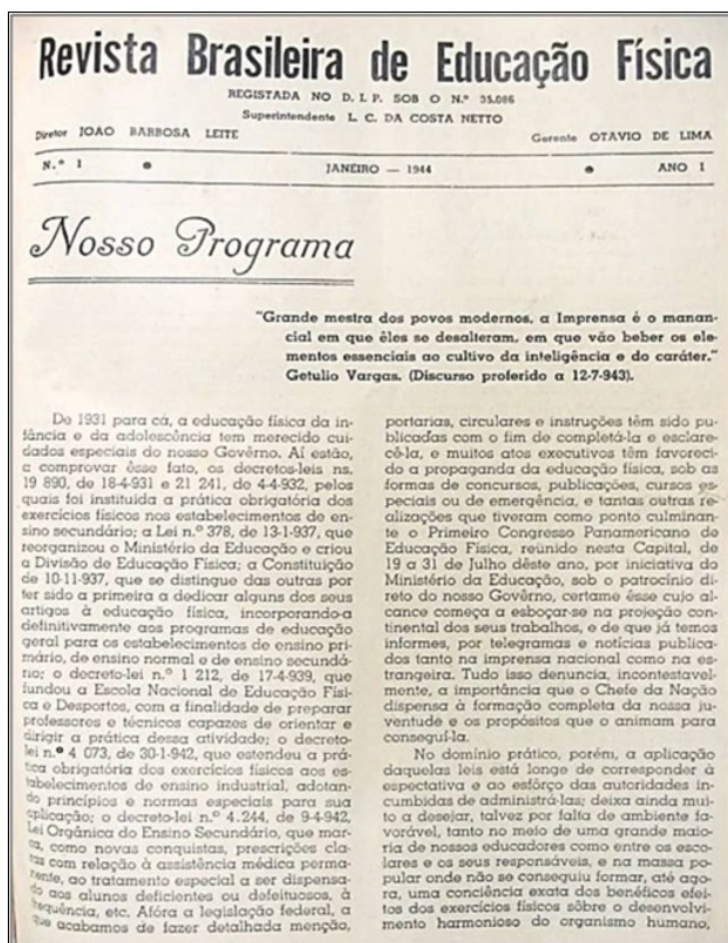 Revista Brasileira de Educação Física
REGISTADA NO D. I. P. SOB O N.º 35.086
Superintendente L. C. DA COSTA NETTO
Diretor JOÃO BARBOSA LEITE
Gerente OTAVIO DE LIMA
N.º 1 • JANEIRO — 1944 • ANO I
Nosso Programa
"Grande mestra dos povos modernos, a Imprensa é o manan-
cial em que êles se desalteram, em que vão beber os ele-
mentos essenciais ao cultivo da inteligência e do caráter."
Getulio Vargas. (Discurso proferido a 12-7-943).
De 1931 para cá, a educação física da in-
fância e da adolescência tem merecido cui-
dados especiais do nosso Govêrno. Aí estão,
a comprovar êsse fato, os decretos-leis ns.
19 890, de 18-4-931 e 21 241, de 4-4-932, pelos
quais foi instituida a prática obrigatória dos
exercícios físicos nos estabelecimentos de en-
sino secundário; a Lei n.º 378, de 13-1-937, que
reorganizou o Ministério da Educação e criou
a Divisão de Educação Física; a Constituição
de 10-11-937, que se distingue das outras por
ter sido a primeira a dedicar alguns dos seus
artigos à educação física, incorporando-a
definitivamente aos programas de educação
geral para os estabelecimentos de ensino pri-
mário, de ensino normal e de ensino secundá-
rio; o decreto-lei n.º 1 212, de 17-4-939, que
fundou a Escola Nacional de Educação Físi-
ca e Desportos, com a finalidade de preparar
professores e técnicos capazes de orientar e
dirigir a prática dessa atividade; o decreto-
lei n.º 4 073, de 30-1-942, que estendeu a prá-
tica obrigatória dos exercícios físicos aos es-
tabelecimentos de ensino industrial, adotan-
do princípios e normas especiais para sua
aplicação; o decreto-lei n.º 4.244, de 9-4-942,
Lei Orgânica do Ensino Secundário, que mar-
ca, como novas conquistas, prescrições cla-
ras com relação à assistência médica perma-
nente, ao tratamento especial a ser dispensa-
do aos alunos deficientes ou defeituosos, à
frequência, etc. Afóra a legislação federal, a
que acabamos de fazer detalhada menção,
portarias, circulares e instruções têm sido pu-
blicadas com o fim de completá-la e esclare-
cê-la, e muitos atos executivos têm favoreci-
do a propaganda da educação física, sob as
formas de concursos, publicações, cursos es-
peciais ou de emergência, e tantas outras re-
alizações que tiveram como ponto culminan-
te o Primeiro Congresso Panamericano de
Educação Física, reùnido nesta Capital, de
19 a 31 de Julho dêste ano, por iniciativa do
Ministério da Educação, sob o patrocínio di-
reto do nosso Govêrno, certame êsse cujo al-
cance começa a esboçar-se na projeção con-
tinental dos seus trabalhos, e de que já temos
informes, por telegramas e notícias publica-
dos tanto na imprensa nacional como na es-
trangeira. Tudo isso denuncia, incontestavel-
mente, a importância que o Chefe da Nação
dispensa à formação completa da nossa ju-
ventude e os propósitos que o animam para
conseguí-la.
No domínio prático, porém, a aplicação
daquelas leis está longe de corresponder à
espectativa e ao esfôrço das autoridades in-
cumbidas de administrá-las; deixa ainda mui-
to a desejar, talvez por falta de ambiente fa-
vorável, tanto no meio de uma grande maio-
ria de nossos educadores como entre os esco-
lares e os seus responsáveis, e na massa po-
pular onde não se conseguiu formar, até ago-
ra, uma conciência exata dos benéficos efei-
tos dos exercícios físicos sôbre o desenvolvi-
mento harmonioso do organismo humano,